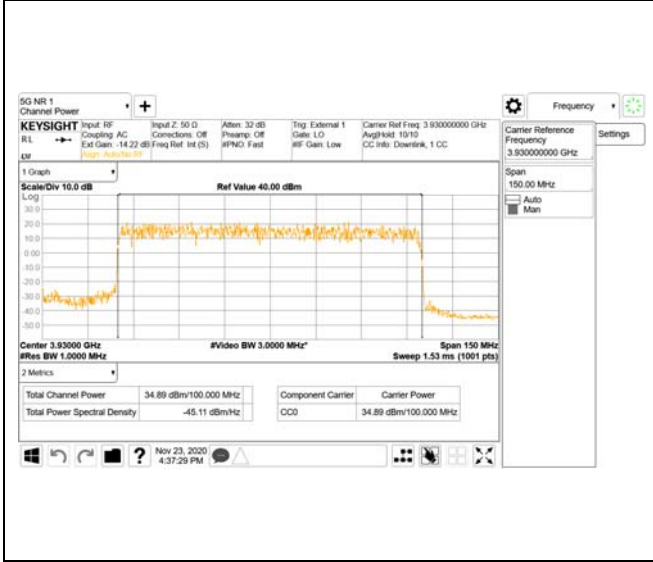 5G NR 1
Channel Power
Frequency
KEYSIGHT
RL
Input: RF
Coupling: AC
Ext Gain: -14.22 dB
Align: Auto/No RF
Input Z: 50 Ω
Corrections: Off
Freq Ref: Int (S)
Atten: 32 dB
Preamp: Off
#PNO: Fast
Trig: External 1
Gate: LO
#IF Gain: Low
Carrier Ref Freq: 3.930000000 GHz
Avg|Hold: 10/10
CC Info: Downlink, 1 CC
Carrier Reference
Frequency
3.930000000 GHz
Settings
Span
150.00 MHz
Auto
Man
1 Graph
Scale/Div 10.0 dB
Ref Value 40.00 dBm
Log
30.0
20.0
10.0
0.00
-10.0
-20.0
-30.0
-40.0
-50.0
Center 3.93000 GHz
#Video BW 3.0000 MHz*
Span 150 MHz
#Res BW 1.0000 MHz
Sweep 1.53 ms (1001 pts)
2 Metrics
Total Channel Power 34.89 dBm/100.000 MHz
Total Power Spectral Density -45.11 dBm/Hz
Component Carrier Carrier Power
CC0 34.89 dBm/100.000 MHz
?
Nov 23, 2020
4:37:29 PM